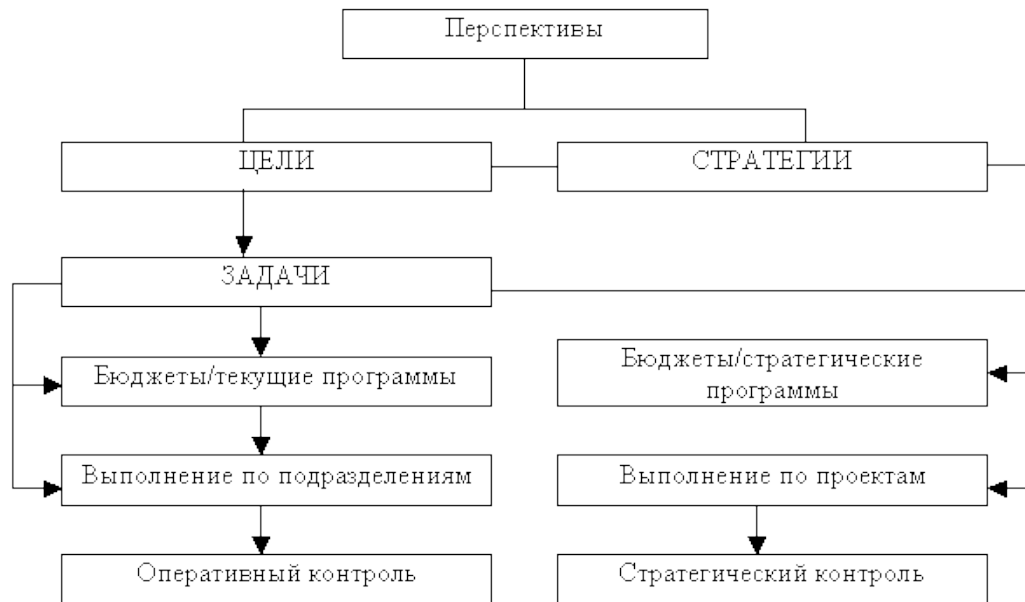 Перспективы
ЦЕЛИ
СТРАТЕГИИ
ЗАДАЧИ
Бюджеты/текущие программы
Бюджеты/стратегические
программы
Выполнение по подразделениям
Выполнение по проектам
Оперативный контроль
Стратегический контроль